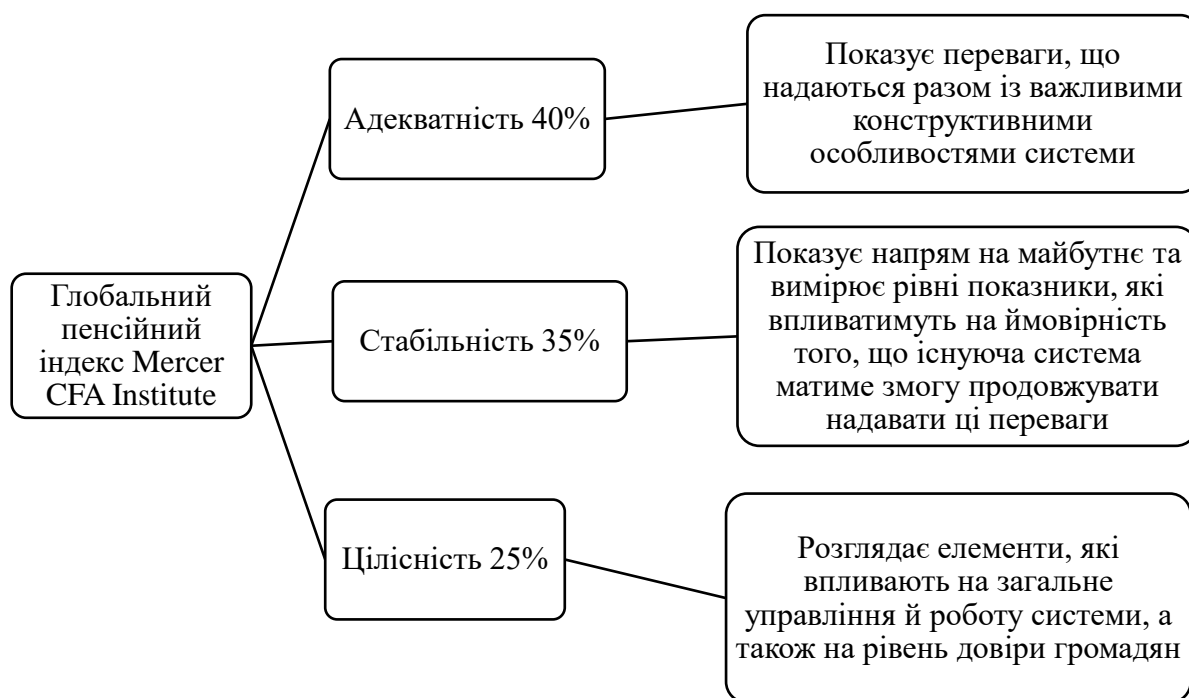 Глобальний
пенсійний
індекс Mercer
CFA Institute
Адекватність 40%
Показує переваги, що
надаються разом із важливими
конструктивними
особливостями системи
Стабільність 35%
Показує напрям на майбутнє та
вимірює рівні показники, які
впливатимуть на ймовірність
того, що існуюча система
матиме змогу продовжувати
надавати ці переваги
Цілісність 25%
Розглядає елементи, які
впливають на загальне
управління й роботу системи, а
також на рівень довіри громадян